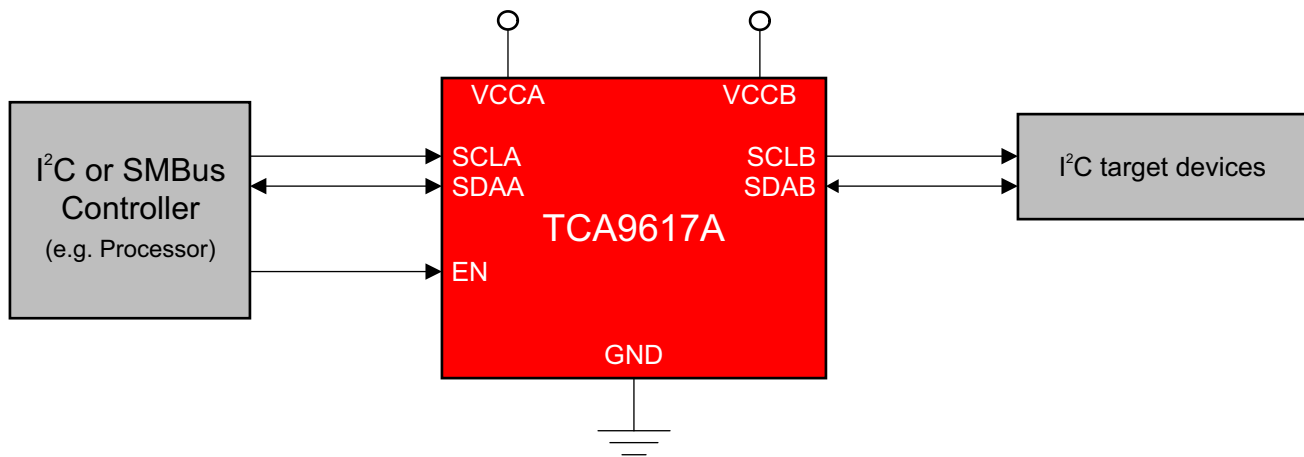 VCCA
VCCB
I²C or SMBus
Controller
(e.g. Processor)
SCLA
SDAA
EN
SCLB
SDAB
TCA9617A
GND
I²C target devices